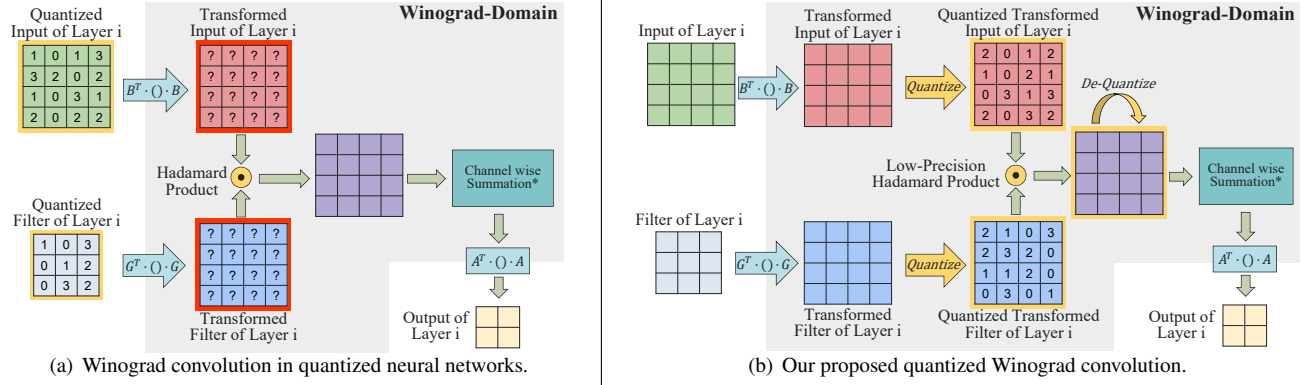 Quantized
Input of Layer i
Transformed
Input of Layer i
Winograd-Domain
1 0 1 3
3 2 0 2
1 0 3 1
2 0 2 2
B^T · () · B
? ? ? ?
? ? ? ?
? ? ? ?
? ? ? ?
Hadamard
Product
Channel wise
Summation*
Quantized
Filter of Layer i
1 0 3
0 1 2
0 3 2
G^T · () · G
? ? ? ?
? ? ? ?
? ? ? ?
? ? ? ?
Transformed
Filter of Layer i
A^T · () · A
Output of
Layer i
(a) Winograd convolution in quantized neural networks.
Input of Layer i
Transformed
Input of Layer i
Quantized Transformed
Input of Layer i
Winograd-Domain
B^T · () · B
Quantize
2 0 1 2
1 0 2 1
0 3 1 3
2 0 3 2
De-Quantize
Low-Precision
Hadamard Product
Channel wise
Summation*
Filter of Layer i
G^T · () · G
Quantize
2 1 0 3
2 3 2 0
1 1 2 0
0 3 0 1
Transformed
Filter of Layer i
Quantized Transformed
Filter of Layer i
A^T · () · A
Output of
Layer i
(b) Our proposed quantized Winograd convolution.